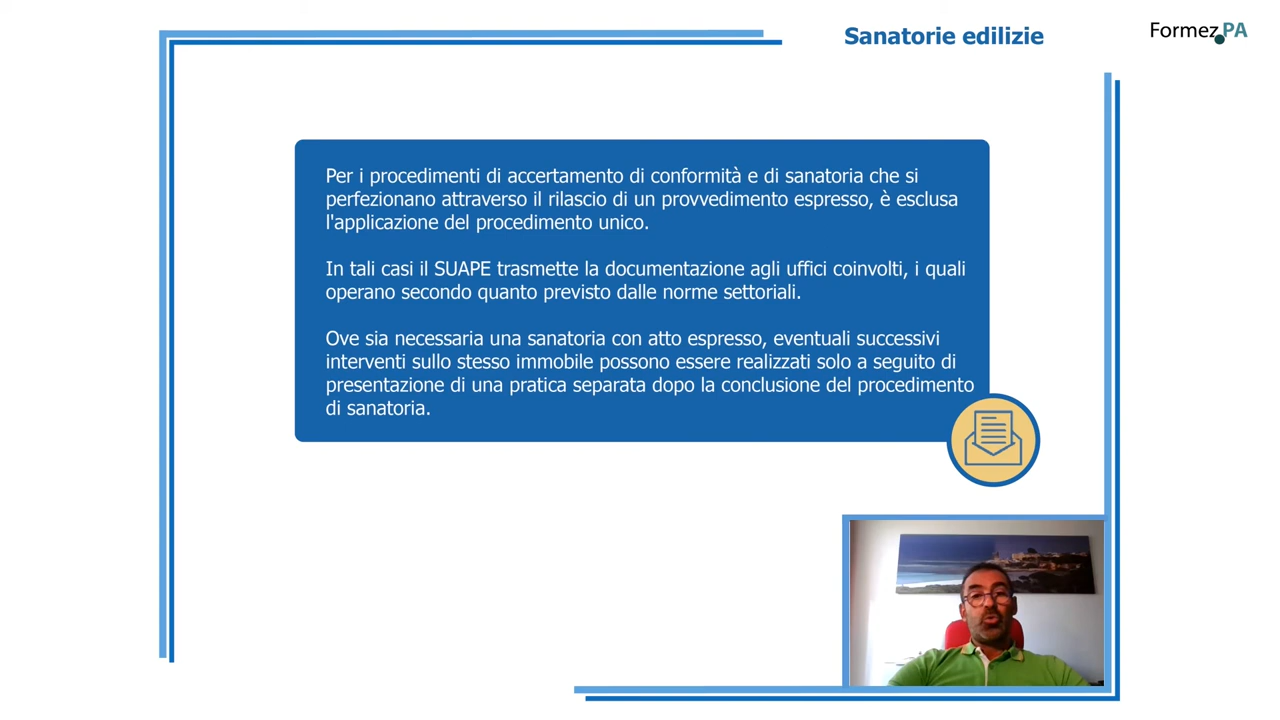 Sanatorie edilizie
Formez.PA
Per i procedimenti di accertamento di conformità e di sanatoria che si
perfezionano attraverso il rilascio di un provvedimento espresso, è esclusa
l'applicazione del procedimento unico.
In tali casi il SUAPE trasmette la documentazione agli uffici coinvolti, i quali
operano secondo quanto previsto dalle norme settoriali.
Ove sia necessaria una sanatoria con atto espresso, eventuali successivi
interventi sullo stesso immobile possono essere realizzati solo a seguito di
presentazione di una pratica separata dopo la conclusione del procedimento
di sanatoria.